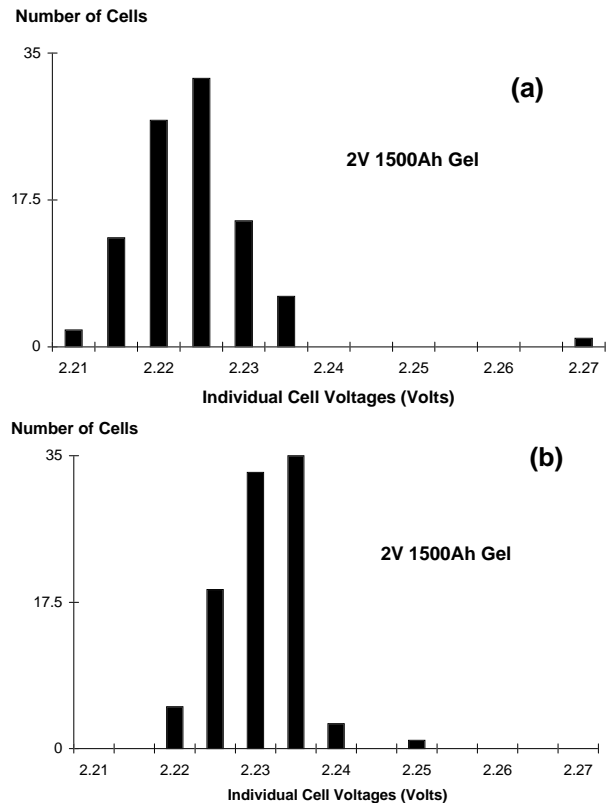 Number of Cells
35
(a)
2V 1500Ah Gel
17.5
0
2.21 2.22 2.23 2.24 2.25 2.26 2.27
Individual Cell Voltages (Volts)
Number of Cells
35
(b)
2V 1500Ah Gel
17.5
0
2.21 2.22 2.23 2.24 2.25 2.26 2.27
Individual Cell Voltages (Volts)